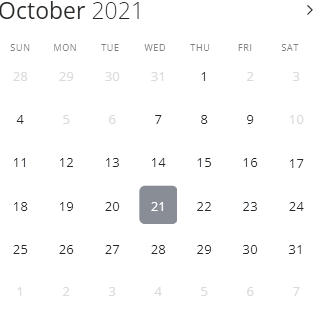 October 2021
SUN MON TUE WED THU FRI SAT
28 29 30 31 1 2 3
4 5 6 7 8 9 10
11 12 13 14 15 16 17
18 19 20 21 22 23 24
25 26 27 28 29 30 31
1 2 3 4 5 6 7